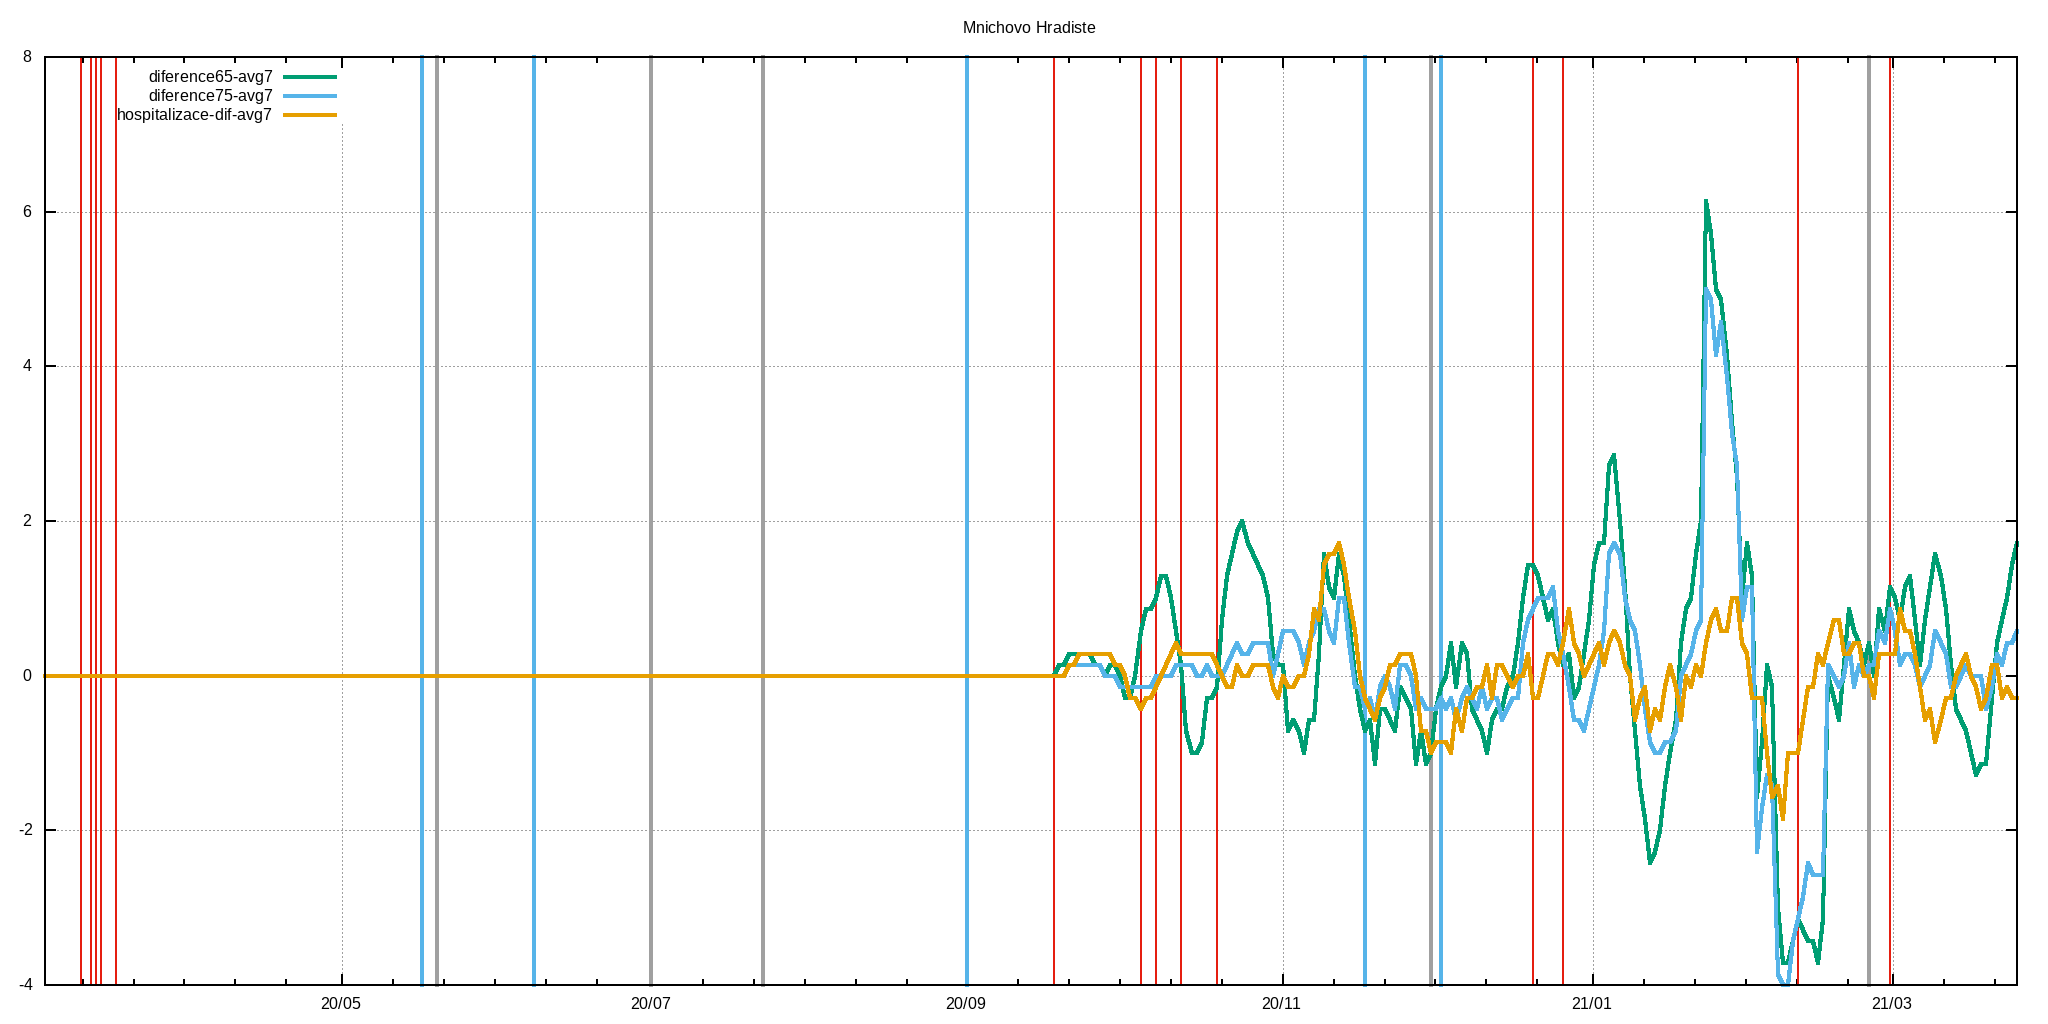 Mnichovo Hradiste
8
diference65-avg7
diference75-avg7
hospitalizace-dif-avg7
6
4
2
0
-2
-4
20/05 20/07 20/09 20/11 21/01 21/03